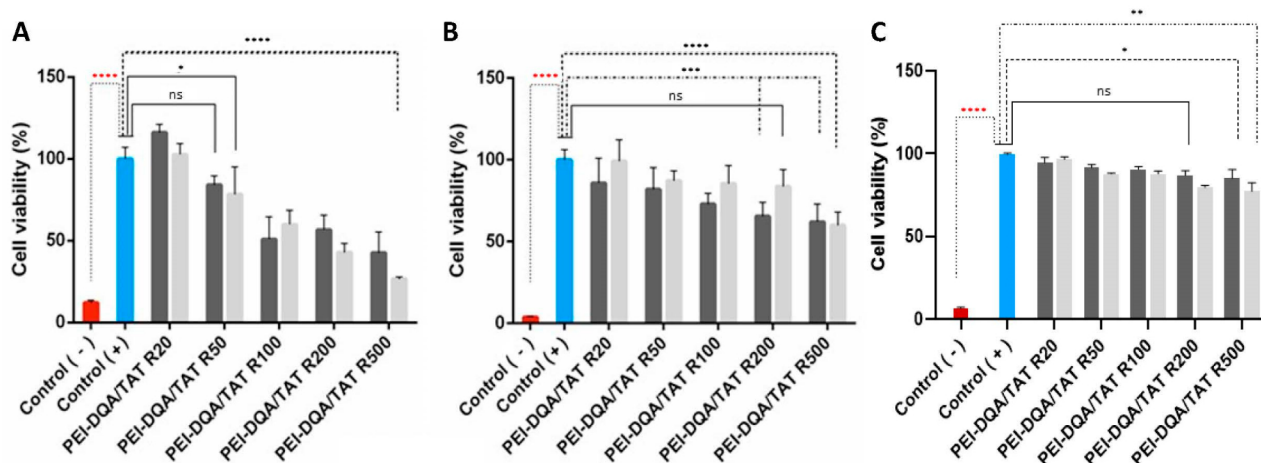 A
****
****
*
ns
150
100
50
0
Cell viability (%)
Control ( - )
Control (+)
PEI-DQA/TAT R20
PEI-DQA/TAT R50
PEI-DQA/TAT R100
PEI-DQA/TAT R200
PEI-DQA/TAT R500
B
****
****
***
ns
150
100
50
0
Cell viability (%)
Control ( - )
Control (+)
PEI-DQA/TAT R20
PEI-DQA/TAT R50
PEI-DQA/TAT R100
PEI-DQA/TAT R200
PEI-DQA/TAT R500
C
**
*
****
ns
150
100
50
0
Cell viability (%)
Control ( - )
Control (+)
PEI-DQA/TAT R20
PEI-DQA/TAT R50
PEI-DQA/TAT R100
PEI-DQA/TAT R200
PEI-DQA/TAT R500